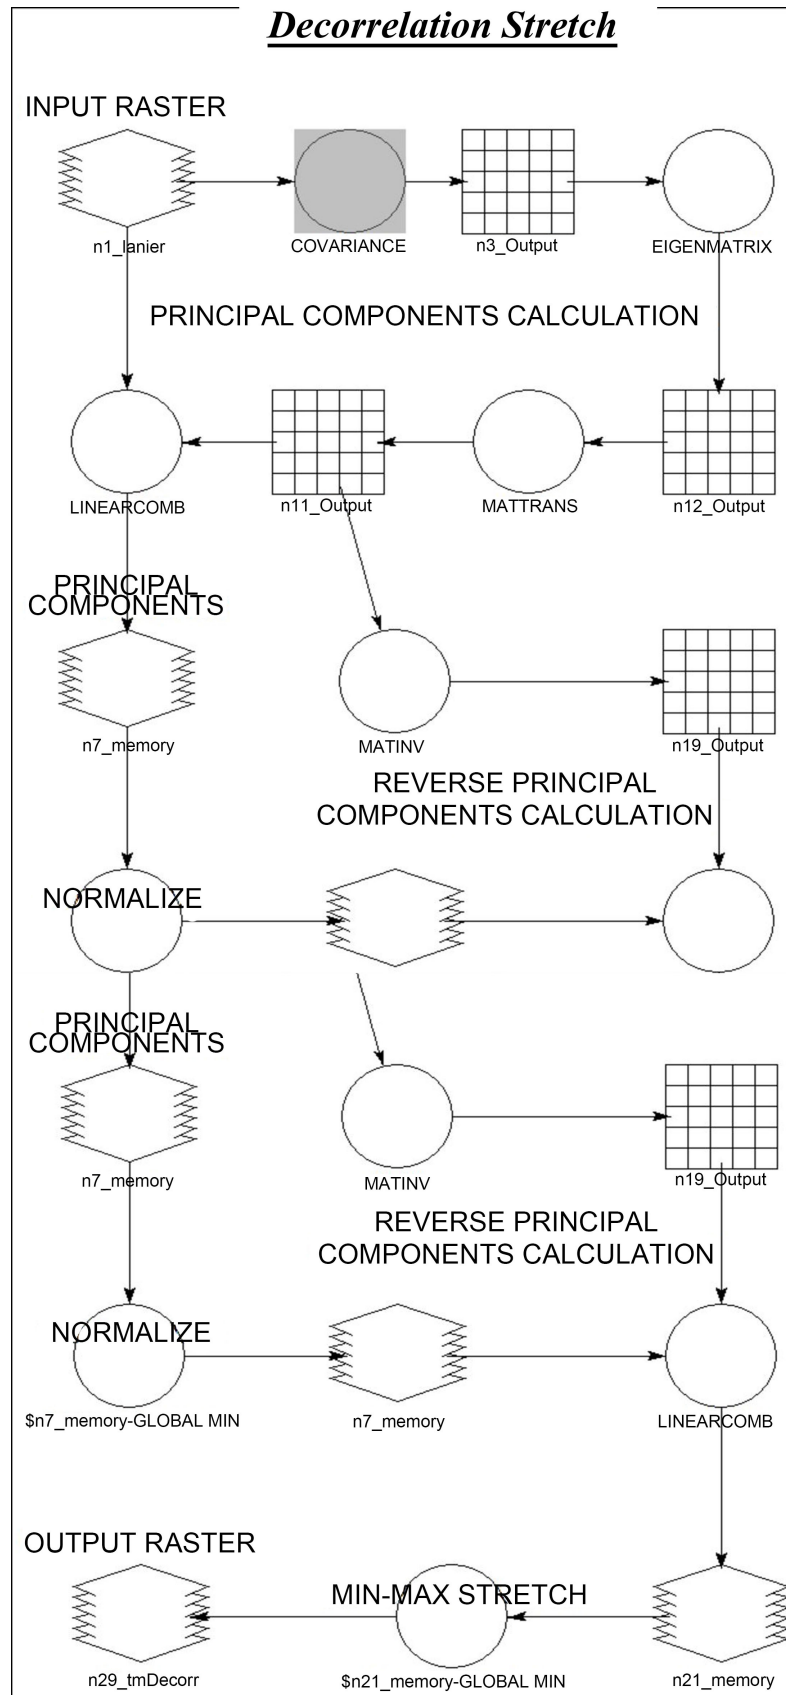 Decorrelation Stretch
INPUT RASTER
n1_lanier
COVARIANCE
n3_Output
EIGENMATRIX
PRINCIPAL COMPONENTS CALCULATION
LINEARCOMB
n11_Output
MATTRANS
n12_Output
PRINCIPAL
COMPONENTS
n7_memory
MATINV
n19_Output
REVERSE PRINCIPAL
COMPONENTS CALCULATION
NORMALIZE
PRINCIPAL
COMPONENTS
n7_memory
MATINV
n19_Output
REVERSE PRINCIPAL
COMPONENTS CALCULATION
NORMALIZE
$n7_memory-GLOBAL MIN
n7_memory
LINEARCOMB
OUTPUT RASTER
MIN-MAX STRETCH
n29_tmDecorr
$n21_memory-GLOBAL MIN
n21_memory